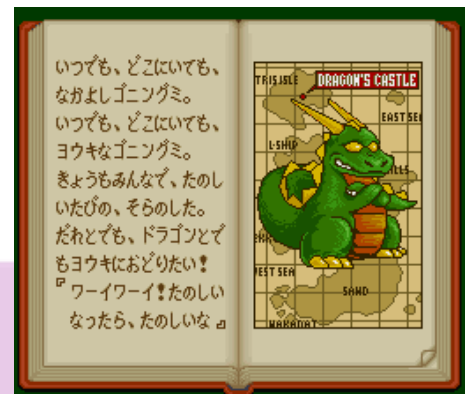 いつでも、どこにいても、
なかよしゴニングミ。
いつでも、どこにいても、
ヨウキなゴニングミ。
きょうもみんなで、たのし
いたびの、そらのした。
だれとでも、ドラゴンとで
もヨウキにおどりたい!
『ワーイワーイ!たのしい
なったら、たのしいな』
TRISISLE
DRAGON'S CASTLE
EAST SE
L-SHIP
LLS
WEST SEA
SAND